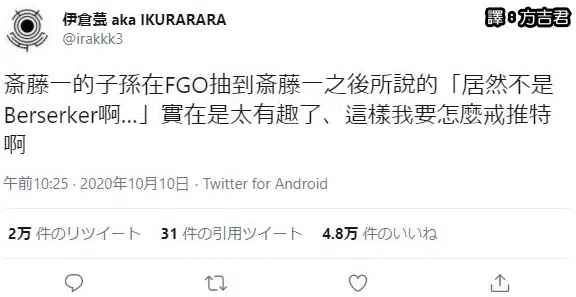 譯：方吉君
伊倉蕓 aka IKURARARA
@irakkk3
斎藤一的子孫在FGO抽到斎藤一之後所說的「居然不是
Berserker啊...」實在是太有趣了、這樣我要怎麼戒推特
啊
午前10:25 · 2020年10月10日 · Twitter for Android
2万 件のリツイート 31 件の引用ツイート 4.8万 件のいいね